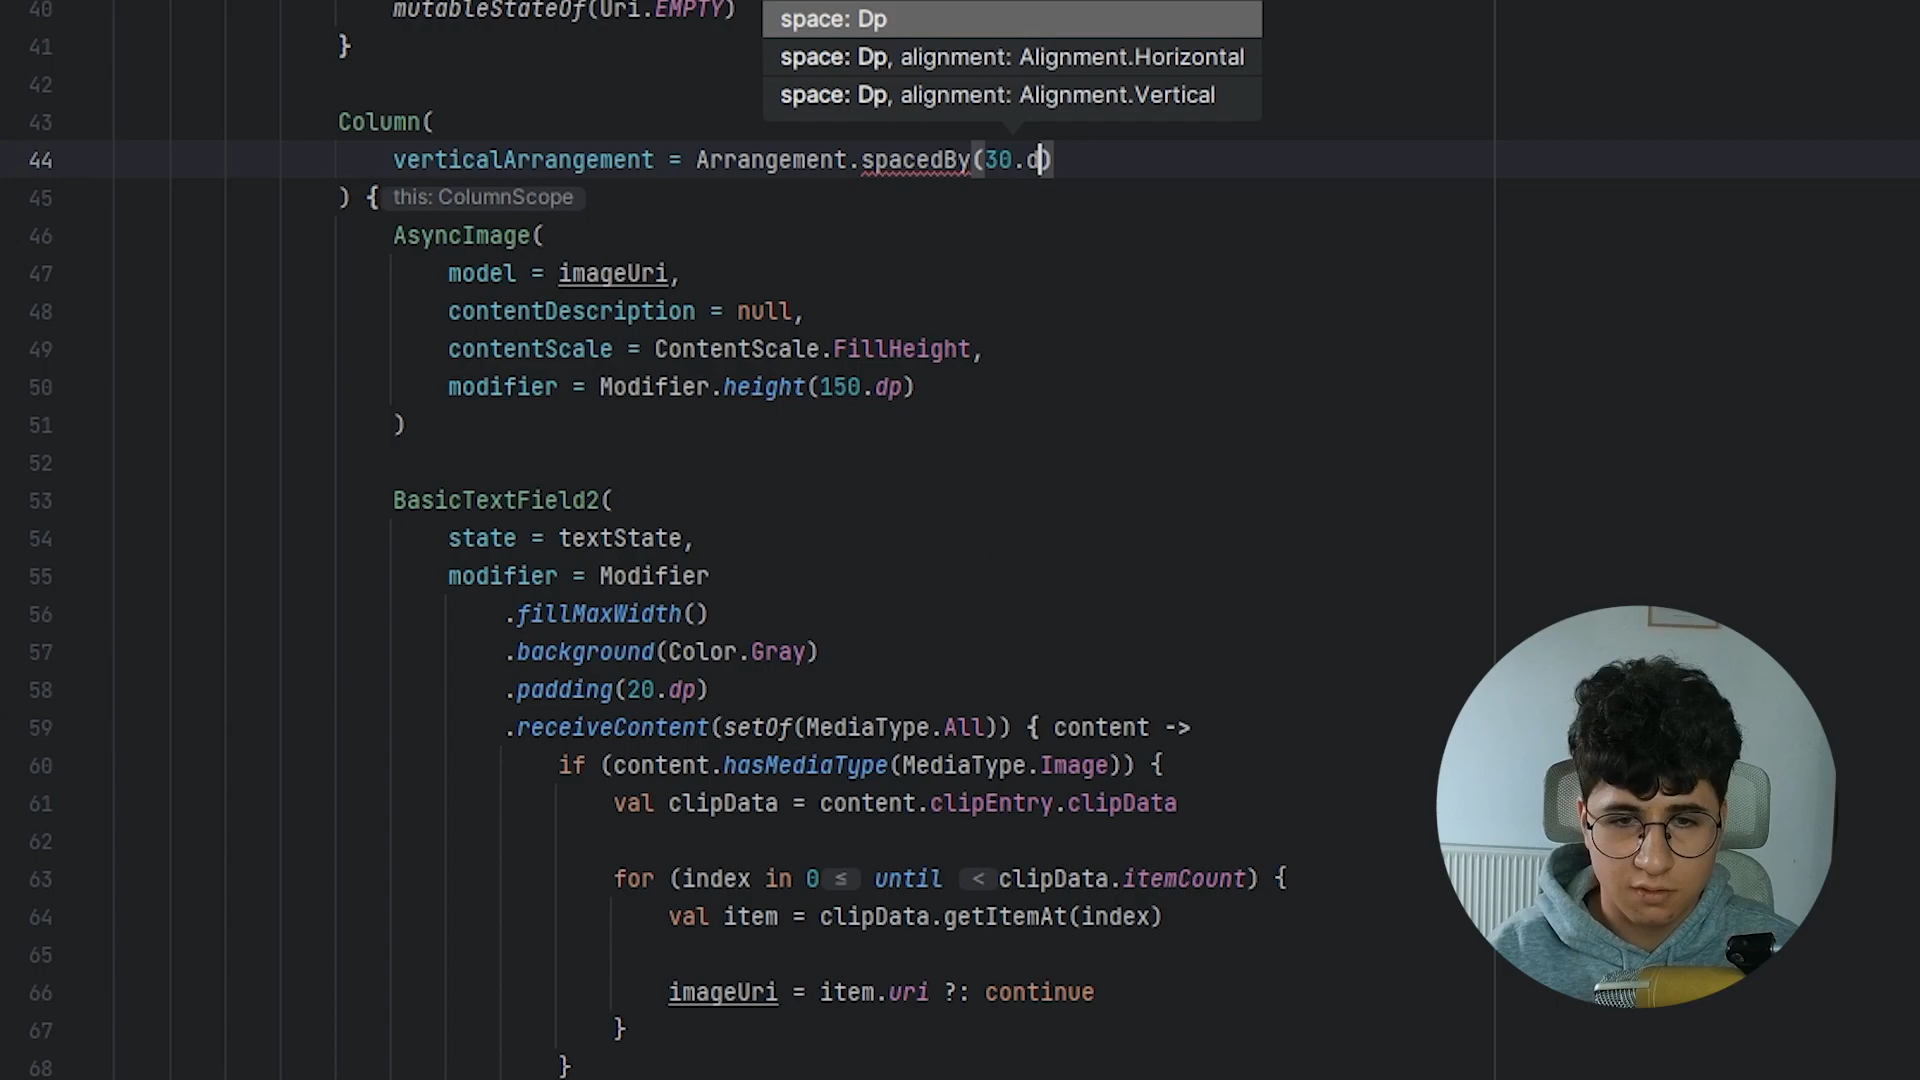 40 mutableStateOf(Uri.EMPTY)
space: Dp
41 }
space: Dp, alignment: Alignment.Horizontal
42
space: Dp, alignment: Alignment.Vertical
43 Column(
44 verticalArrangement = Arrangement.spacedBy(30.d)
45 ) { this: ColumnScope
46 AsyncImage(
47 model = imageUri,
48 contentDescription = null,
49 contentScale = ContentScale.FillHeight,
50 modifier = Modifier.height(150.dp)
51 )
52
53 BasicTextField2(
54 state = textState,
55 modifier = Modifier
56 .fillMaxWidth()
57 .background(Color.Gray)
58 .padding(20.dp)
59 .receiveContent(setOf(MediaType.All)) { content ->
60 if (content.hasMediaType(MediaType.Image)) {
61 val clipData = content.clipEntry.clipData
62
63 for (index in 0 ≤ until < clipData.itemCount) {
64 val item = clipData.getItemAt(index)
65
66 imageUri = item.uri ?: continue
67 }
68 }